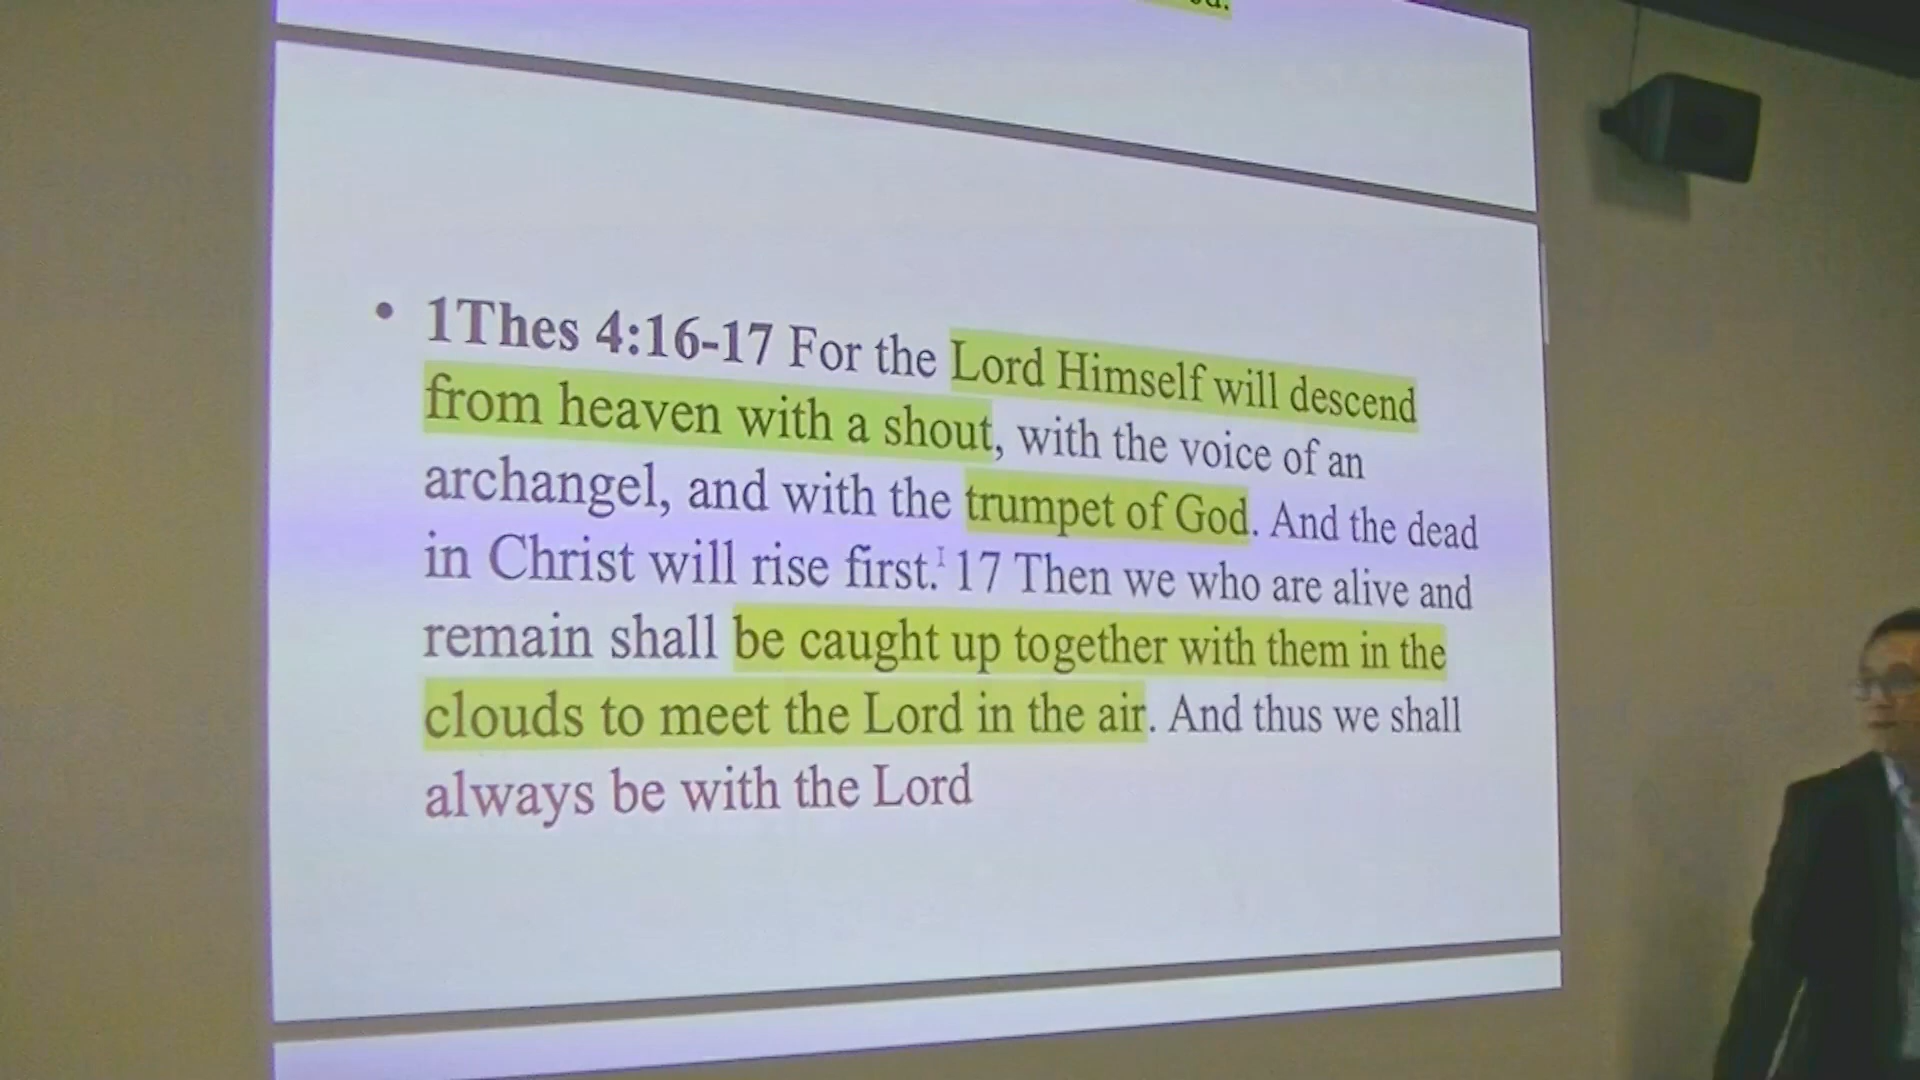 • 1Thes 4:16-17 For the Lord Himself will descend
from heaven with a shout, with the voice of an
archangel, and with the trumpet of God. And the dead
in Christ will rise first. 17 Then we who are alive and
remain shall be caught up together with them in the
clouds to meet the Lord in the air. And thus we shall
always be with the Lord